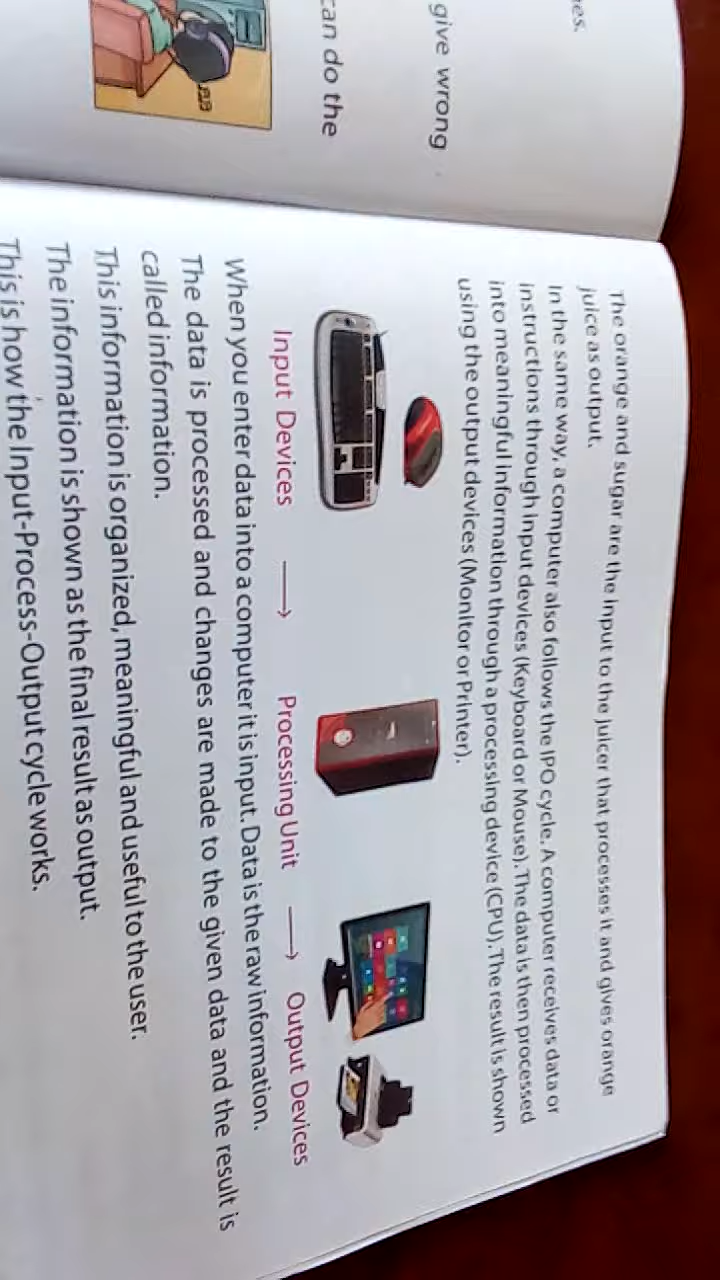 es.
give wrong
can do the
The orange and sugar are the input to the juicer that processes it and gives orange
juice as output.
In the same way, a computer also follows the IPO cycle. A computer receives data or
instructions through input devices (Keyboard or Mouse). The data is then processed
into meaningful information through a processing device (CPU). The result is shown
using the output devices (Monitor or Printer).
Input Devices → Processing Unit → Output Devices
When you enter data into a computer it is input. Data is the raw information.
The data is processed and changes are made to the given data and the result is
called information.
This information is organized, meaningful and useful to the user.
The information is shown as the final result as output.
This is how the Input-Process-Output cycle works.